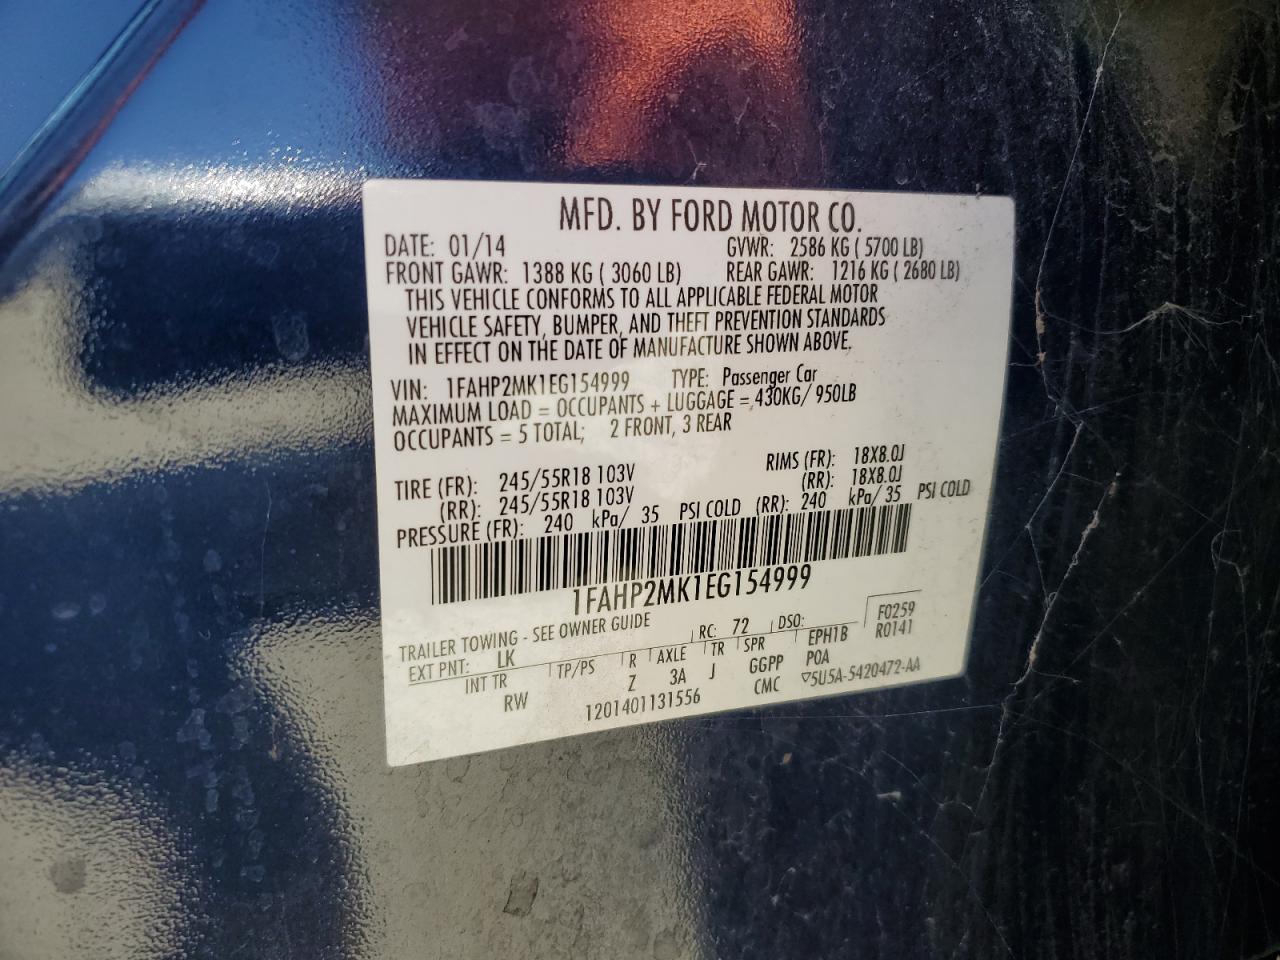 MFD. BY FORD MOTOR CO.
DATE: 01/14 GVWR: 2586 KG ( 5700 LB)
FRONT GAWR: 1388 KG ( 3060 LB) REAR GAWR: 1216 KG ( 2680 LB)
THIS VEHICLE CONFORMS TO ALL APPLICABLE FEDERAL MOTOR
VEHICLE SAFETY, BUMPER, AND THEFT PREVENTION STANDARDS
IN EFFECT ON THE DATE OF MANUFACTURE SHOWN ABOVE.
VIN: 1FAHP2MK1EG154999 TYPE: Passenger Car
MAXIMUM LOAD = OCCUPANTS + LUGGAGE = 430KG/ 950LB
OCCUPANTS = 5 TOTAL; 2 FRONT, 3 REAR
TIRE (FR): 245/55R18 103V RIMS (FR): 18X8.0J
(RR): 245/55R18 103V (RR): 18X8.0J
PRESSURE (FR): 240 kPa/ 35 PSI COLD (RR): 240 kPa/ 35 PSI COLD
1FAHP2MK1EG154999
TRAILER TOWING - SEE OWNER GUIDE
EXT PNT: LK RC: 72 DSO: F0259
INT TR TP/PS R AXLE TR SPR EPH1B R0141
RW Z 3A J GGPP POA
1201401131556 CMC ▽5U5A-5420472-AA